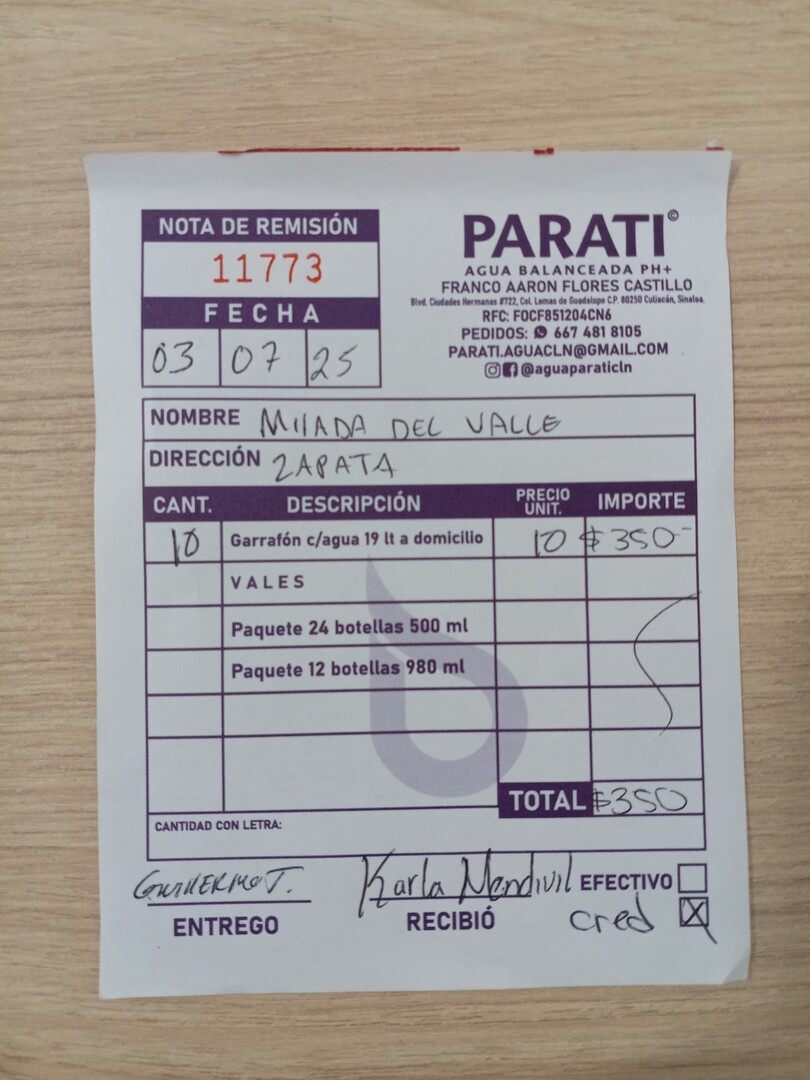 NOTA DE REMISIÓN
11773
FECHA
03 07 25
PARATI©
AGUA BALANCEADA PH+
FRANCO AARON FLORES CASTILLO
Blvd. Ciudades Hermanas #722, Col. Lomas de Guadalupe C.P. 80250 Culiacán, Sinaloa.
RFC: FOCF851204CN6
PEDIDOS: 667 481 8105
PARATI.AGUACLN@GMAIL.COM
@aguaparaticln
NOMBRE MIIADA DEL VALLE
DIRECCIÓN ZAPATA
CANT. DESCRIPCIÓN PRECIO UNIT. IMPORTE
10 Garrafón c/agua 19 lt a domicilio 10 $350-
VALES
Paquete 24 botellas 500 ml
Paquete 12 botellas 980 ml
TOTAL $350
CANTIDAD CON LETRA:
GUILLERMO T. Karla Mendivil EFECTIVO
ENTREGO RECIBIÓ cred X